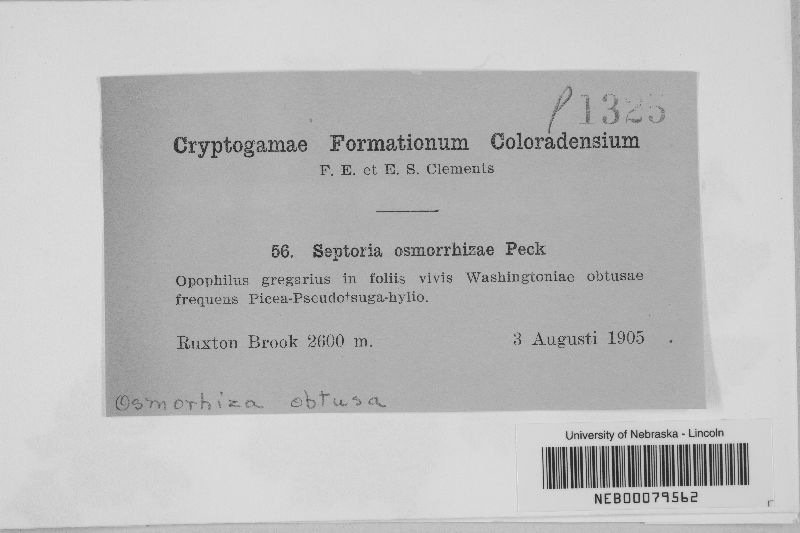 P1325
Cryptogamae Formationum Coloradensium
F. E. et E. S. Clements
56. Septoria osmorrhizae Peck
Opophilus gregarius in foliis vivis Washingtoniae obtusae
frequens Picea-Pseudotsuga-hylio.
Ruxton Brook 2600 m. 3 Augusti 1905 .
Osmorhiza obtusa
University of Nebraska - Lincoln
NEB00079562